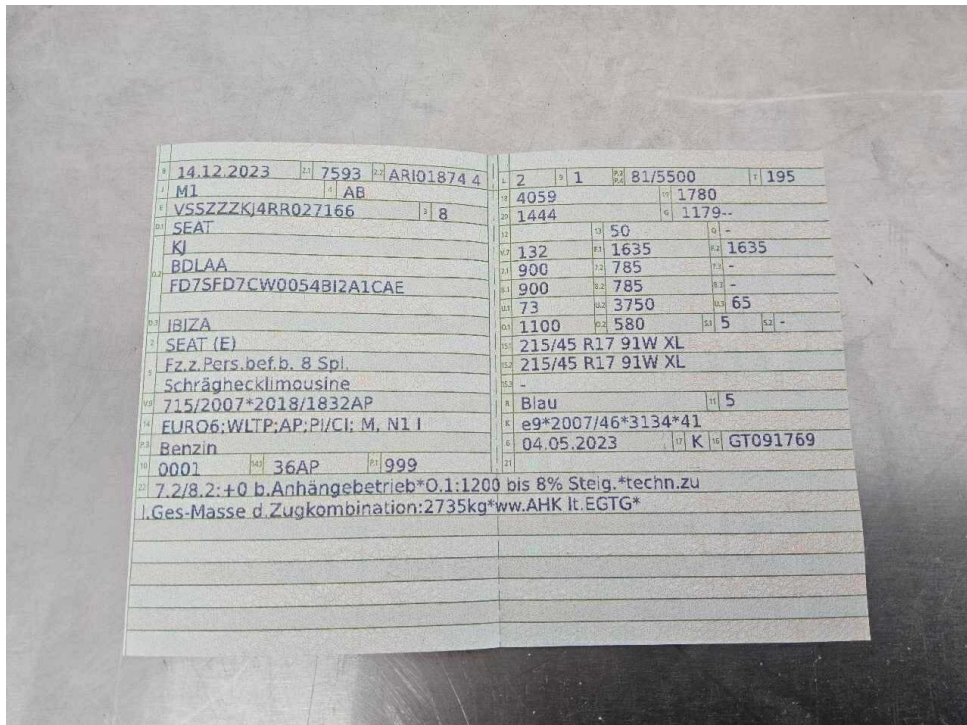 B 14.12.2023 2.1 7593 2.2 ARI01874 4
J M1 4 AB
E VSSZZZKJ4RR027166 3 8
D.1 SEAT
KJ
D.2 BDLAA
FD7SFD7CW0054BI2A1CAE
D.3 IBIZA
2 SEAT (E)
5 Fz.z.Pers.bef.b. 8 Spl.
Schräghecklimousine
V.9 715/2007*2018/1832AP
14 EURO6;WLTP;AP;PI/CI; M, N1 I
P.3 Benzin
10 0001 14.1 36AP P.1 999
L 2 9 1 P.2 P.4 81/5500 T 195
18 4059 19 1780
20 1444 G 1179--
12 13 50 Q -
V.7 132 F.1 1635 F.2 1635
7.1 900 7.2 785 7.3 -
8.1 900 8.2 785 8.3 -
U.1 73 U.2 3750 U.3 65
O.1 1100 O.2 580 S.1 5 S.2 -
15.1 215/45 R17 91W XL
15.2 215/45 R17 91W XL
15.3 -
R Blau 11 5
K e9*2007/46*3134*41
6 04.05.2023 17 K 16 GT091769
21
22 7.2/8.2:+0 b.Anhängebetrieb*O.1:1200 bis 8% Steig.*techn.zu
l.Ges-Masse d.Zugkombination:2735kg*ww.AHK lt.EGTG*